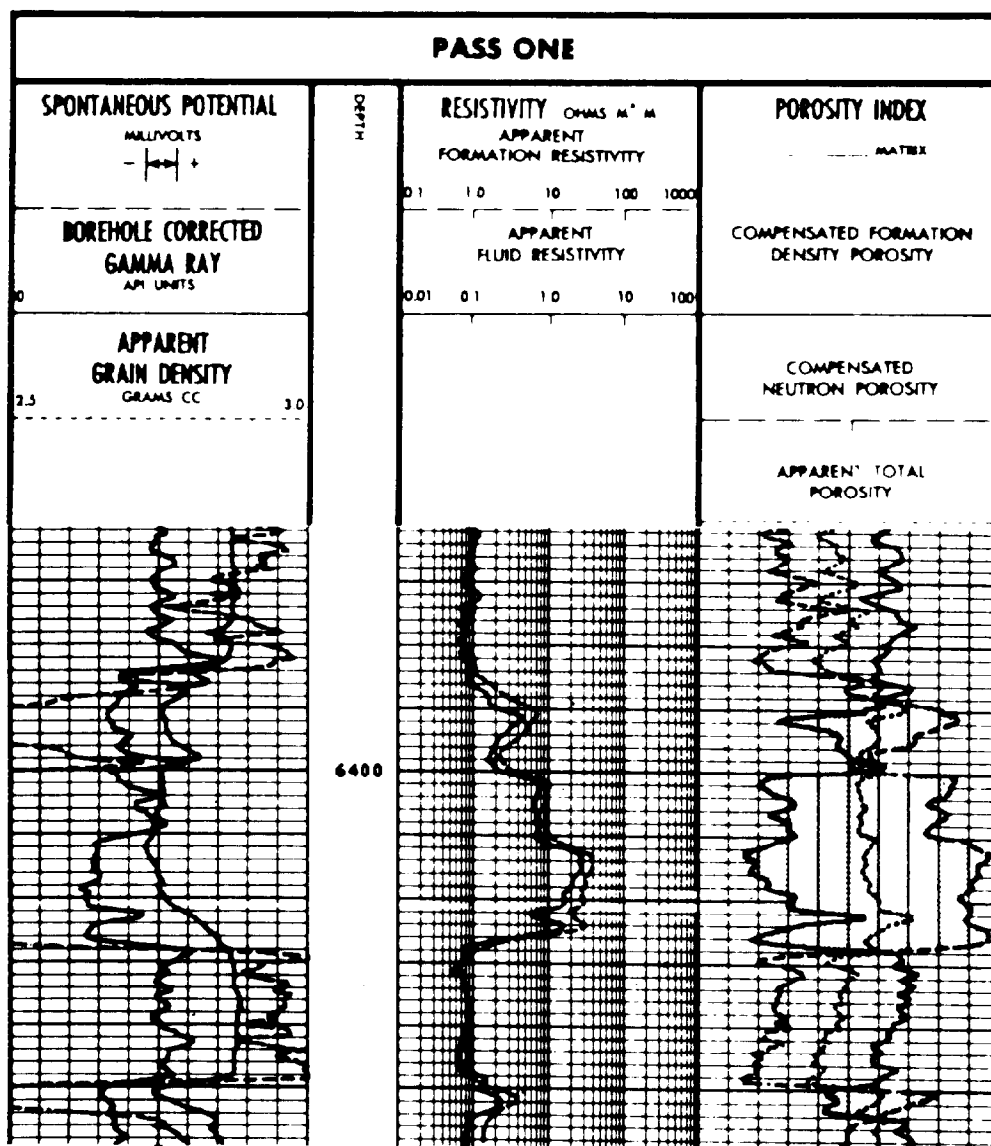 PASS ONE
SPONTANEOUS POTENTIAL
MILLIVOLTS
- +
BOREHOLE CORRECTED
GAMMA RAY
API UNITS
0
APPARENT
GRAIN DENSITY
GRAMS CC
2.5 3.0
DEPTH
RESISTIVITY OHMS M² M
APPARENT
FORMATION RESISTIVITY
0.1 1.0 10 100 1000
APPARENT
FLUID RESISTIVITY
0.01 0.1 1.0 10 100
POROSITY INDEX
MATRIX
COMPENSATED FORMATION
DENSITY POROSITY
COMPENSATED
NEUTRON POROSITY
APPARENT TOTAL
POROSITY
6400